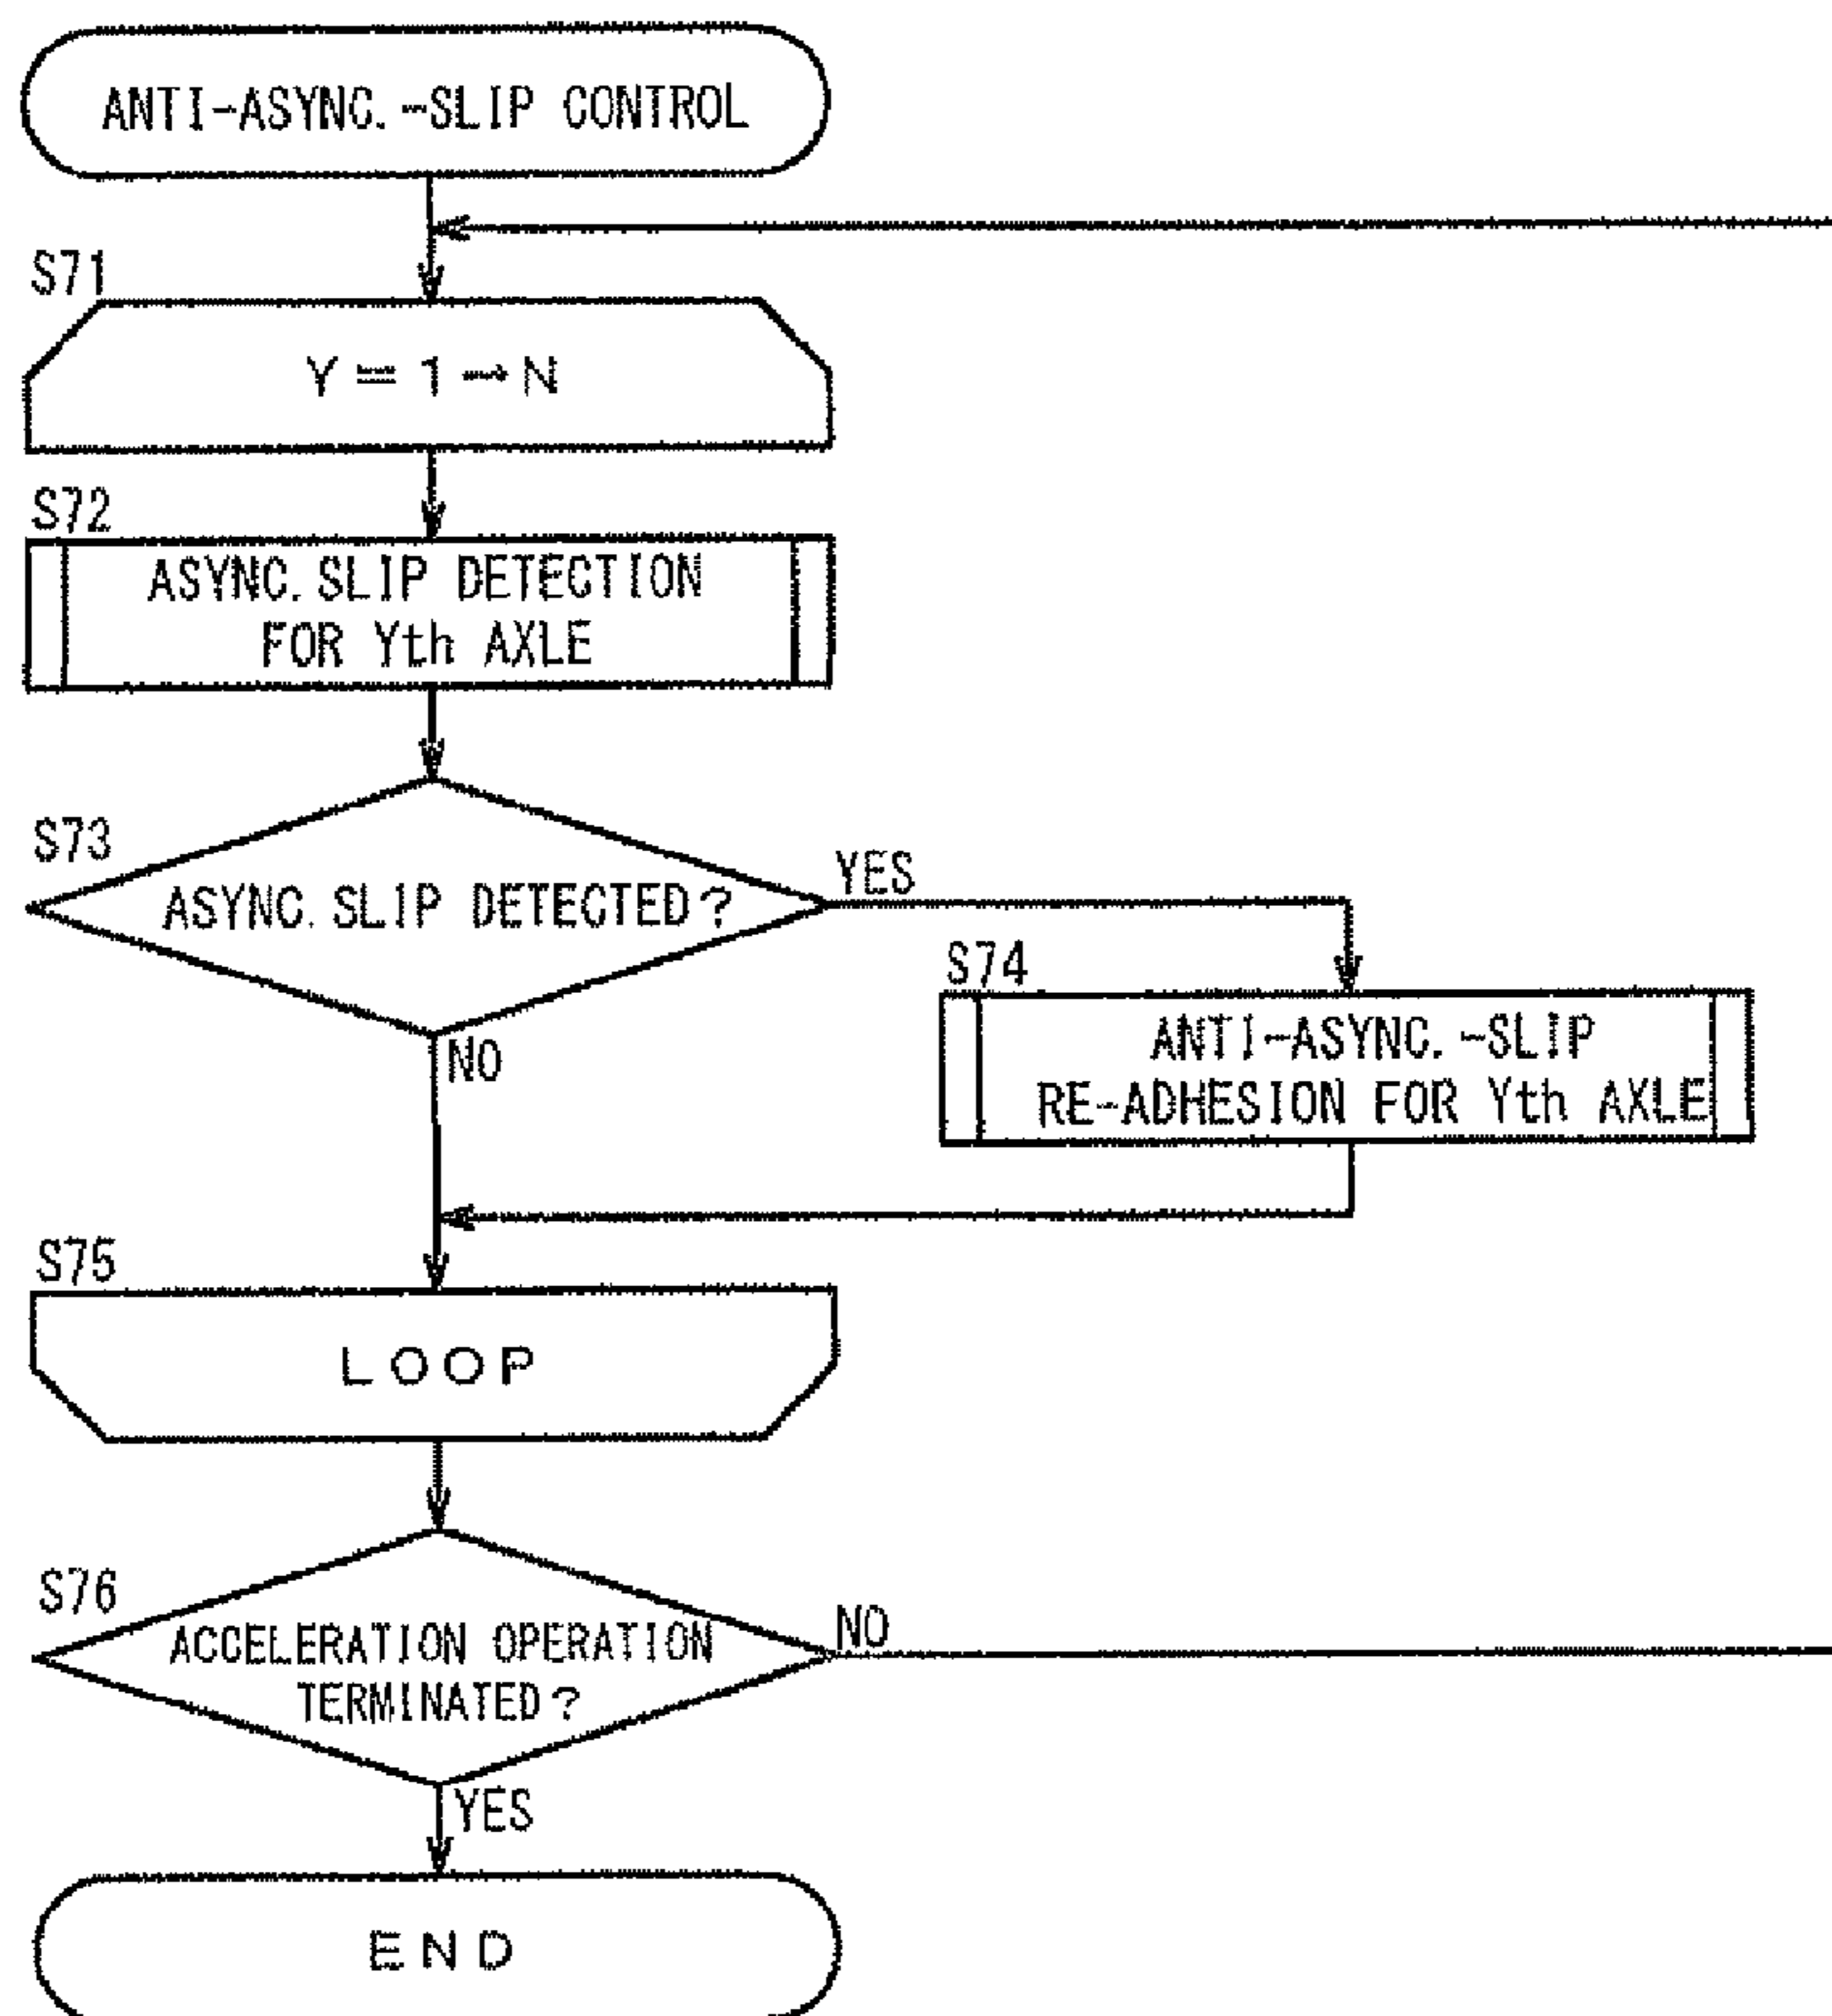 ANTI-ASYNC.-SLIP CONTROL
S71
Y=1→N
S72
ASYNC.SLIP DETECTION
FOR Yth AXLE
S73
ASYNC.SLIP DETECTED?
YES
NO
S74
ANTI-ASYNC.-SLIP
RE-ADHESION FOR Yth AXLE
S75
LOOP
S76
ACCELERATION OPERATION
TERMINATED?
NO
YES
END